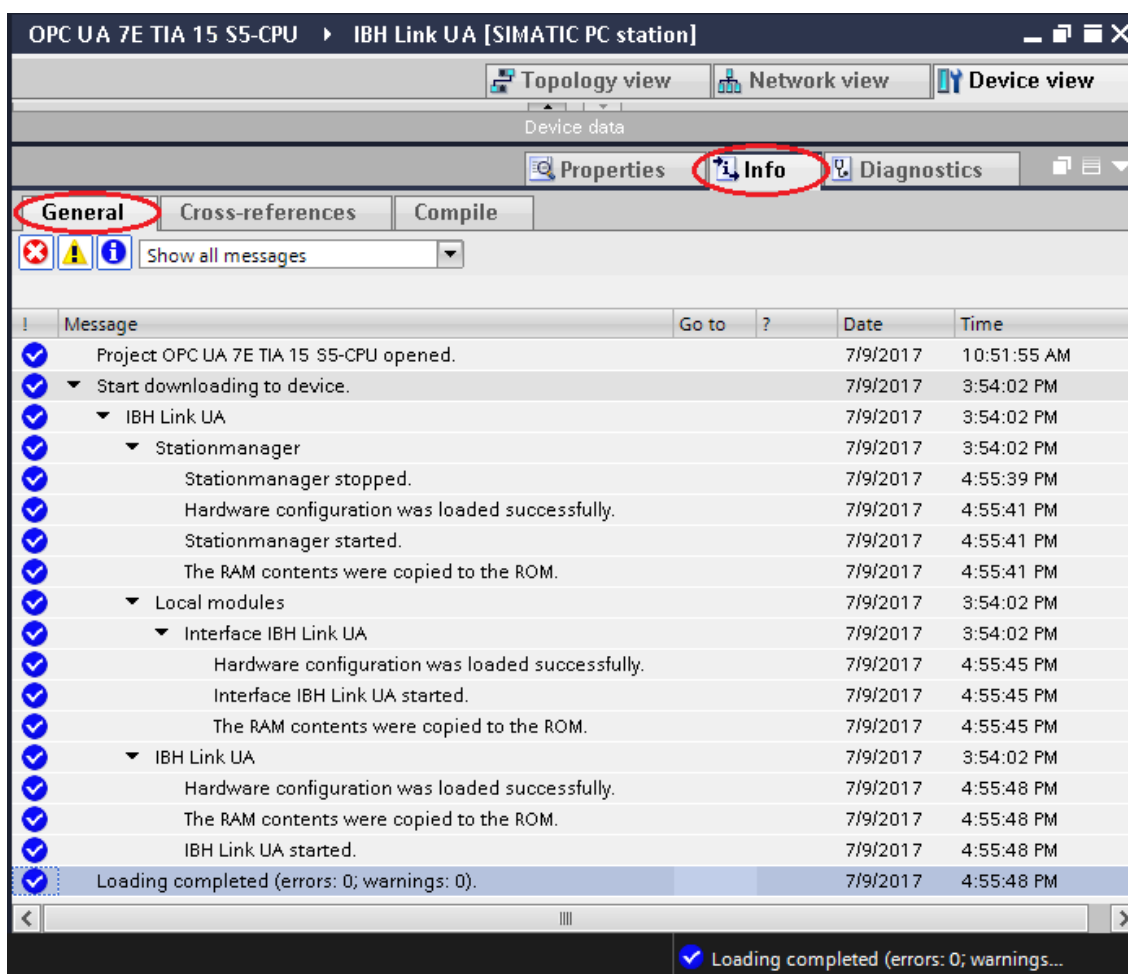 OPC UA 7E TIA 15 S5-CPU IBH Link UA [SIMATIC PC station]
Topology view Network view Device view
Device data
Properties Info Diagnostics
General Cross-references Compile
Show all messages
! Message Go to ? Date Time
Project OPC UA 7E TIA 15 S5-CPU opened. 7/9/2017 10:51:55 AM
Start downloading to device. 7/9/2017 3:54:02 PM
IBH Link UA 7/9/2017 3:54:02 PM
Stationmanager 7/9/2017 3:54:02 PM
Stationmanager stopped. 7/9/2017 4:55:39 PM
Hardware configuration was loaded successfully. 7/9/2017 4:55:41 PM
Stationmanager started. 7/9/2017 4:55:41 PM
The RAM contents were copied to the ROM. 7/9/2017 4:55:41 PM
Local modules 7/9/2017 3:54:02 PM
Interface IBH Link UA 7/9/2017 3:54:02 PM
Hardware configuration was loaded successfully. 7/9/2017 4:55:45 PM
Interface IBH Link UA started. 7/9/2017 4:55:45 PM
The RAM contents were copied to the ROM. 7/9/2017 4:55:45 PM
IBH Link UA 7/9/2017 3:54:02 PM
Hardware configuration was loaded successfully. 7/9/2017 4:55:48 PM
The RAM contents were copied to the ROM. 7/9/2017 4:55:48 PM
IBH Link UA started. 7/9/2017 4:55:48 PM
Loading completed (errors: 0; warnings: 0). 7/9/2017 4:55:48 PM
Loading completed (errors: 0; warnings...